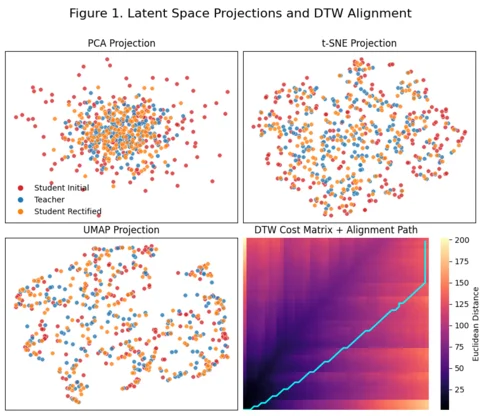 Figure 1. Latent Space Projections and DTW Alignment
PCA Projection
t-SNE Projection
Student Initial
Teacher
Student Rectified
UMAP Projection
DTW Cost Matrix + Alignment Path
200
175
150
125
100
75
50
25
Euclidean Distance